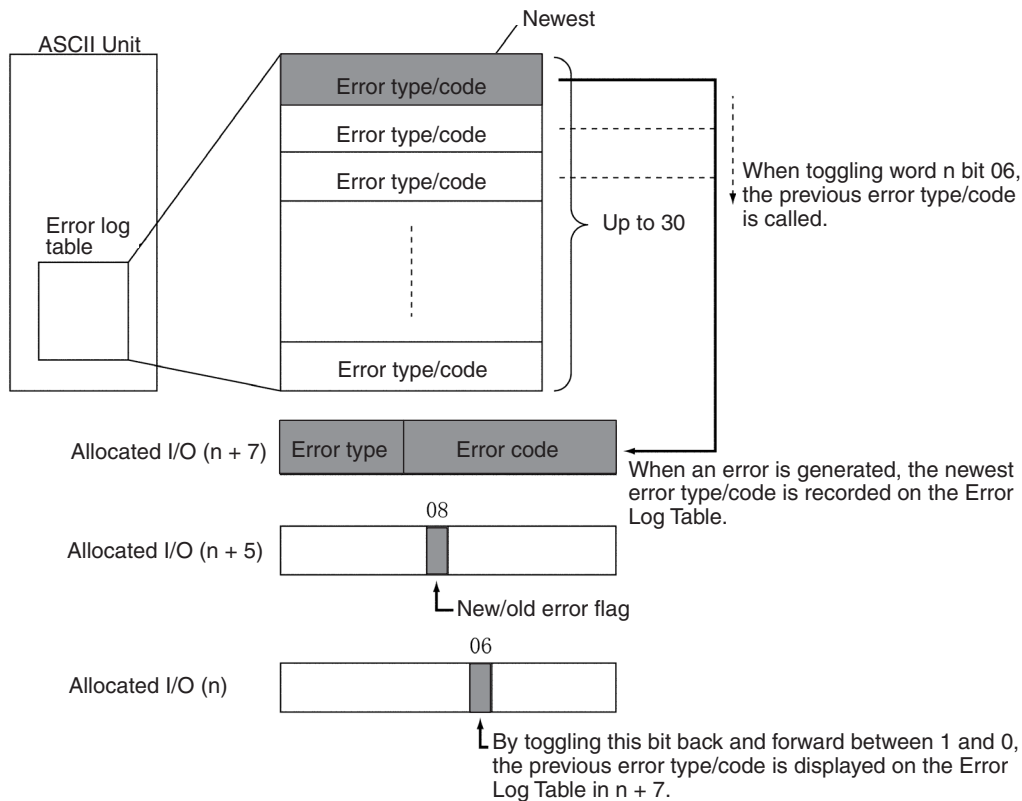 Newest
ASCII Unit
Error type/code
Error type/code
Error type/code
When toggling word n bit 06,
the previous error type/code
is called.
Error log
table
Up to 30
Error type/code
Allocated I/O (n + 7)
Error type
Error code
When an error is generated, the newest
error type/code is recorded on the Error
Log Table.
08
Allocated I/O (n + 5)
New/old error flag
06
Allocated I/O (n)
By toggling this bit back and forward between 1 and 0,
the previous error type/code is displayed on the Error
Log Table in n + 7.